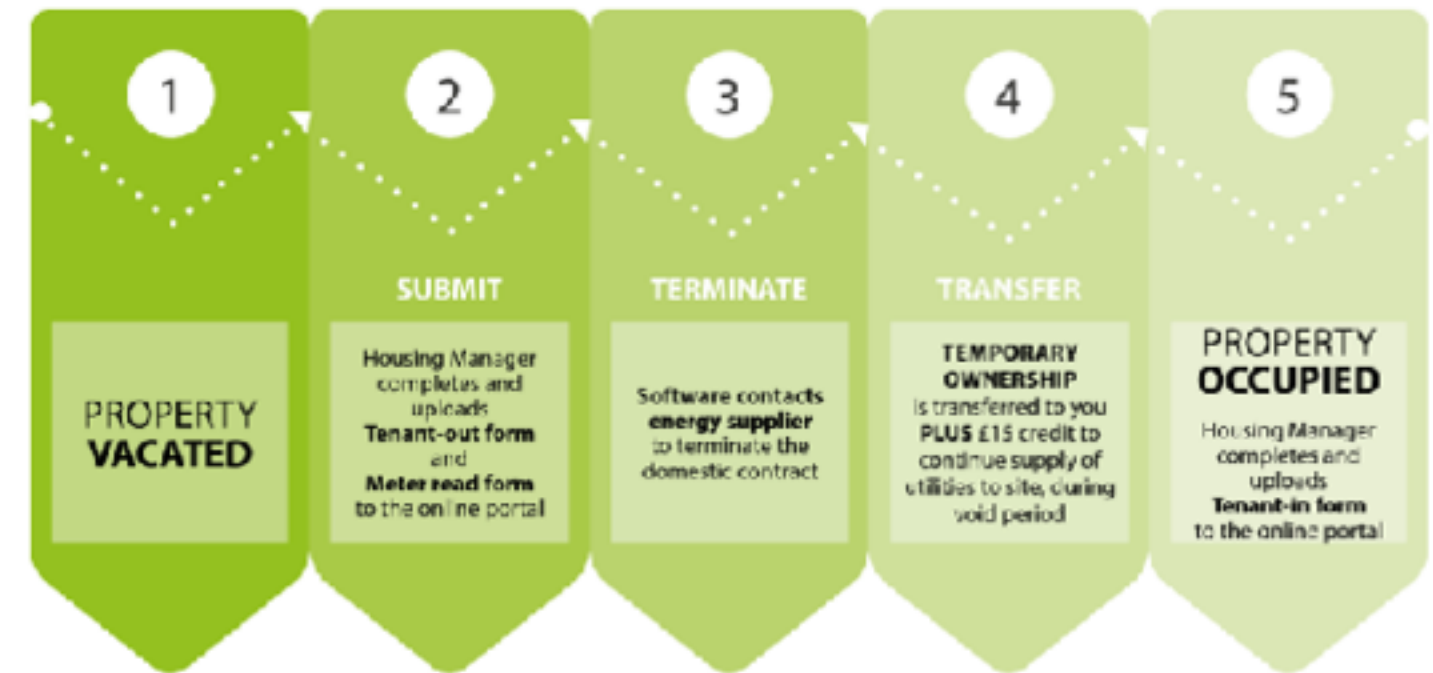 1
PROPERTY
VACATED
2
SUBMIT
Housing Manager
completes and
uploads
Tenant-out form
and
Meter read form
to the online portal
3
TERMINATE
Software contacts
energy supplier
to terminate the
domestic contract
4
TRANSFER
TEMPORARY
OWNERSHIP
is transferred to you
PLUS £15 credit to
continue supply of
utilities to site, during
void period
5
PROPERTY
OCCUPIED
Housing Manager
completes and
uploads
Tenant-in form
to the online portal